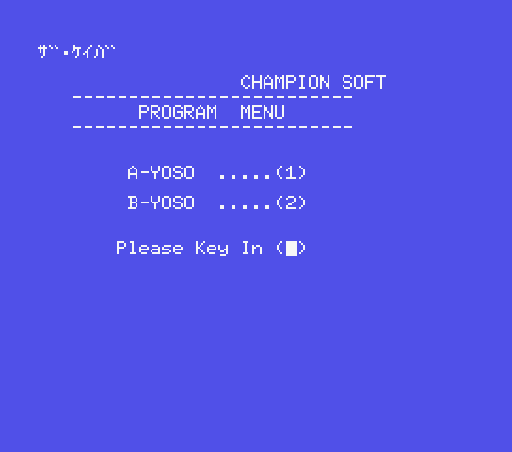 ザ・ケイバ
CHAMPION SOFT
-------------------------
PROGRAM  MENU
-------------------------
A-YOSO  .....(1)
B-YOSO  .....(2)
Please Key In (█)